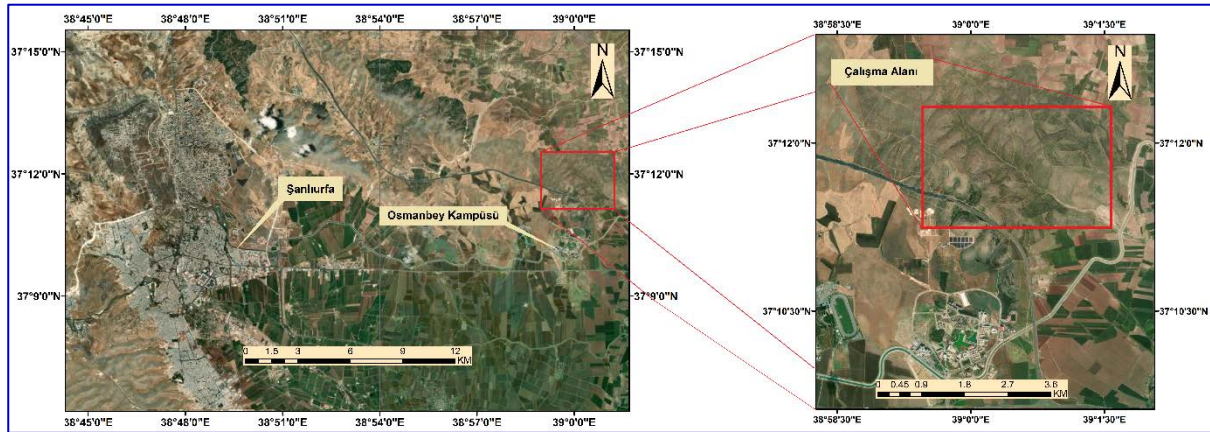 38°45'0"E 38°48'0"E 38°51'0"E 38°54'0"E 38°57'0"E 39°0'0"E
37°15'0"N
37°12'0"N
37°9'0"N
N
Şanlıurfa
Osmanbey Kampüsü
0 1.5 3 6 9 12
KM
37°15'0"N
37°12'0"N
37°9'0"N
38°45'0"E 38°48'0"E 38°51'0"E 38°54'0"E 38°57'0"E 39°0'0"E
38°58'30"E 39°0'0"E 39°1'30"E
37°12'0"N
37°10'30"N
N
Çalışma Alanı
0 0.45 0.9 1.8 2.7 3.6
KM
37°12'0"N
37°10'30"N
38°58'30"E 39°0'0"E 39°1'30"E